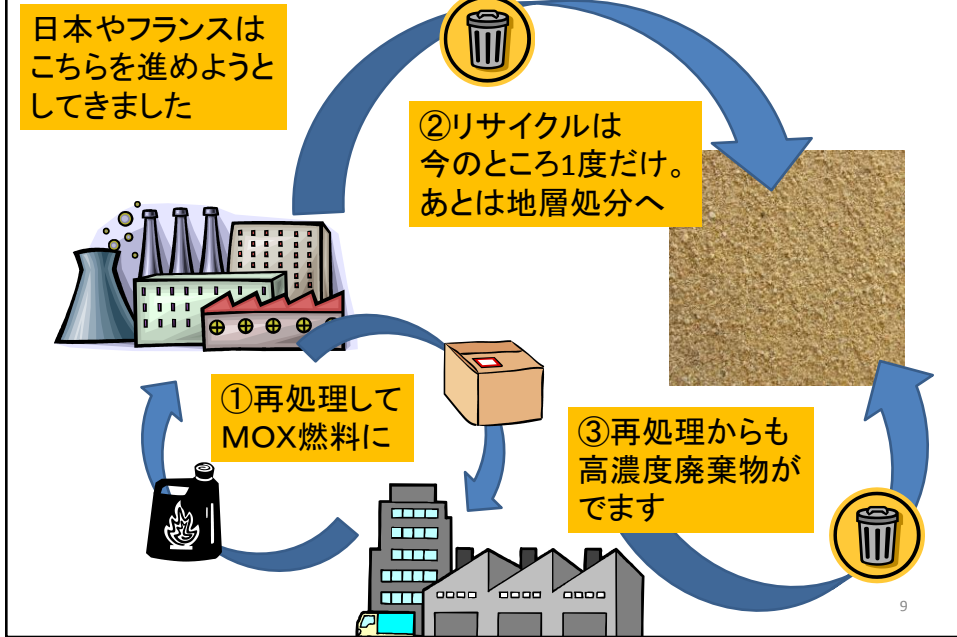 日本やフランスは
こちらを進めようと
してきました
②リサイクルは
今のところ1度だけ。
あとは地層処分へ
①再処理して
MOX燃料に
③再処理からも
高濃度廃棄物が
でます
9